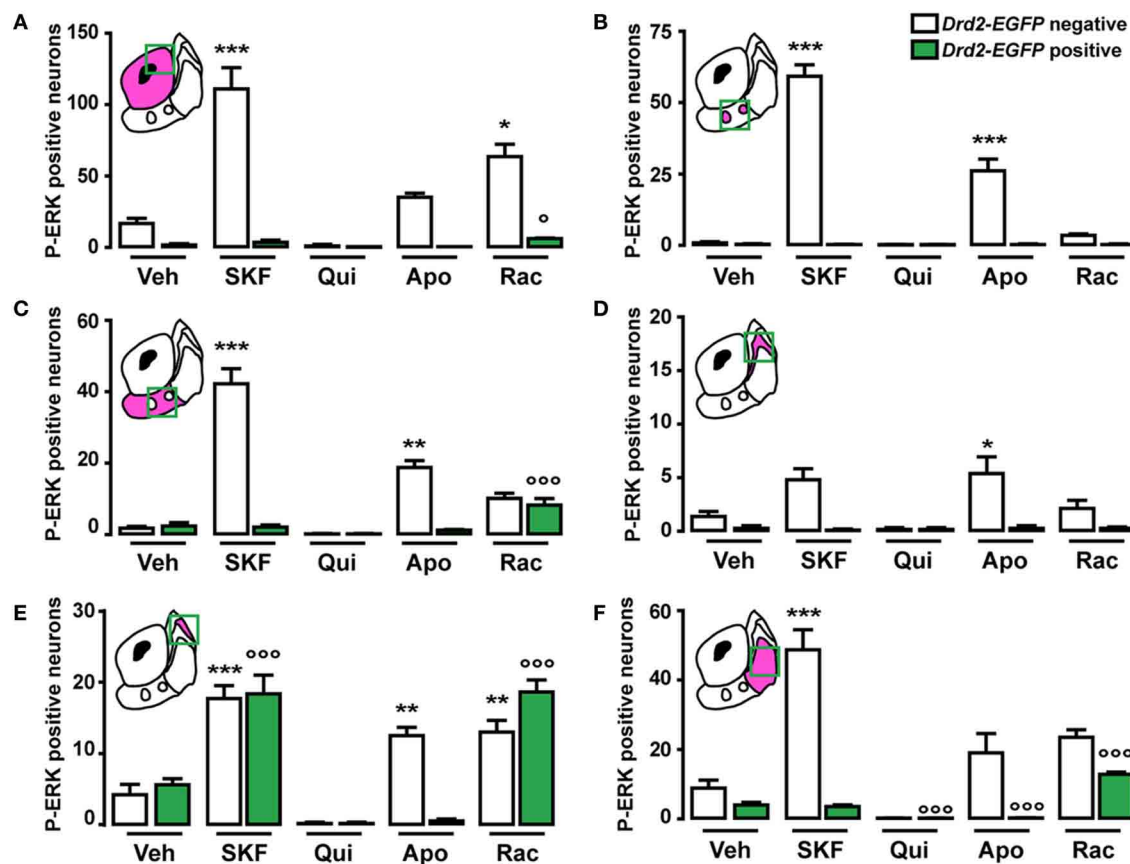 A
B
Drd2-EGFP negative
Drd2-EGFP positive
P-ERK positive neurons
150
100
50
0
***
*
°
Veh SKF Qui Apo Rac
P-ERK positive neurons
75
50
25
0
***
***
Veh SKF Qui Apo Rac
C
P-ERK positive neurons
60
40
20
0
***
**
°°°
Veh SKF Qui Apo Rac
D
P-ERK positive neurons
20
15
10
5
0
*
Veh SKF Qui Apo Rac
E
P-ERK positive neurons
30
20
10
0
*** °°°
**
** °°°
Veh SKF Qui Apo Rac
F
P-ERK positive neurons
60
40
20
0
***
°°°
°°°
°°°
Veh SKF Qui Apo Rac